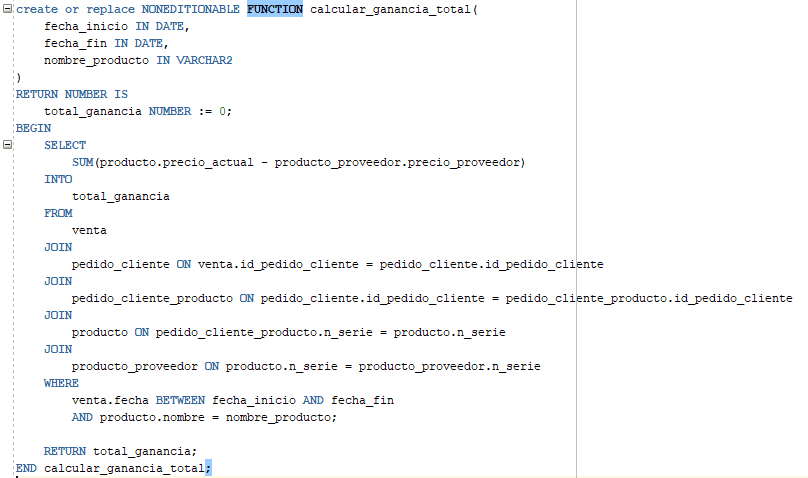 create or replace NONEDITIONABLE FUNCTION calcular_ganancia_total(
    fecha_inicio IN DATE,
    fecha_fin IN DATE,
    nombre_producto IN VARCHAR2
)
RETURN NUMBER IS
    total_ganancia NUMBER := 0;
BEGIN
    SELECT
        SUM(producto.precio_actual - producto_proveedor.precio_proveedor)
    INTO
        total_ganancia
    FROM
        venta
    JOIN
        pedido_cliente ON venta.id_pedido_cliente = pedido_cliente.id_pedido_cliente
    JOIN
        pedido_cliente_producto ON pedido_cliente.id_pedido_cliente = pedido_cliente_producto.id_pedido_cliente
    JOIN
        producto ON pedido_cliente_producto.n_serie = producto.n_serie
    JOIN
        producto_proveedor ON producto.n_serie = producto_proveedor.n_serie
    WHERE
        venta.fecha BETWEEN fecha_inicio AND fecha_fin
        AND producto.nombre = nombre_producto;

    RETURN total_ganancia;
END calcular_ganancia_total;